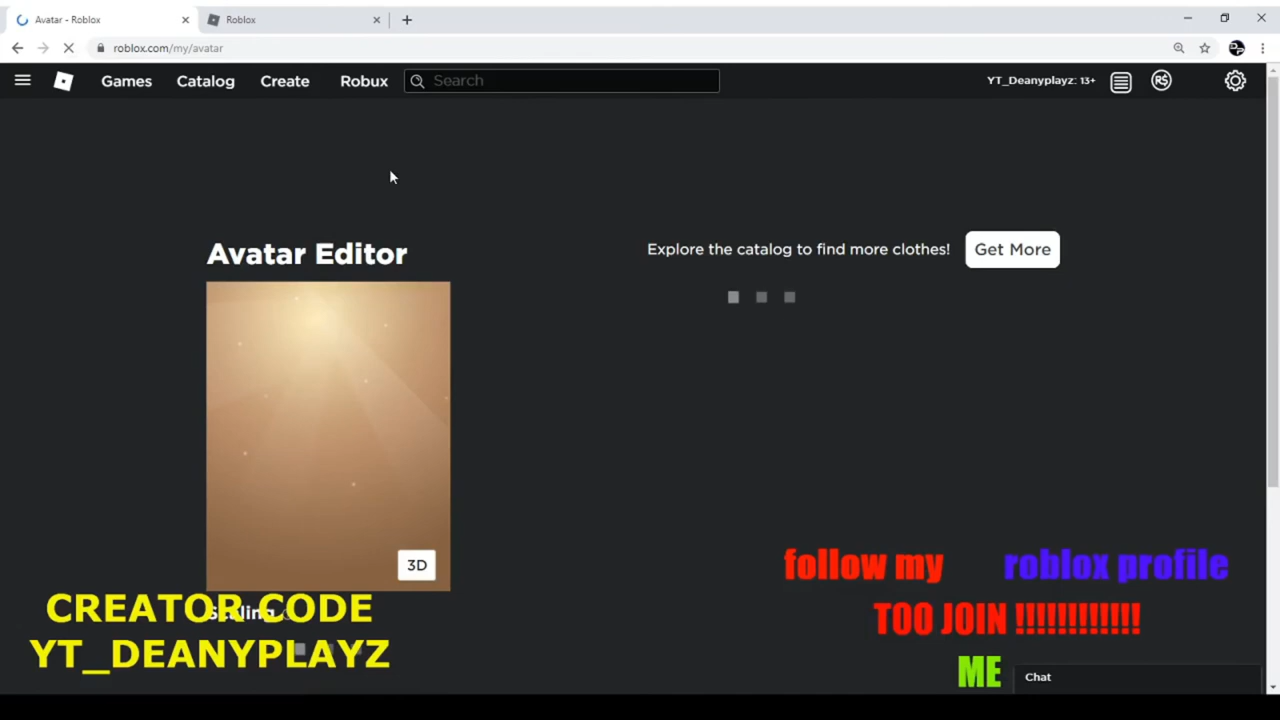 Avatar - Roblox
Roblox
roblox.com/my/avatar
Games Catalog Create Robux Search YT_Deanyplayz: 13+
Avatar Editor
Explore the catalog to find more clothes! Get More
3D
Scaling
CREATOR CODE
YT_DEANYPLAYZ
follow my roblox profile
TOO JOIN !!!!!!!!!!!!
ME
Chat